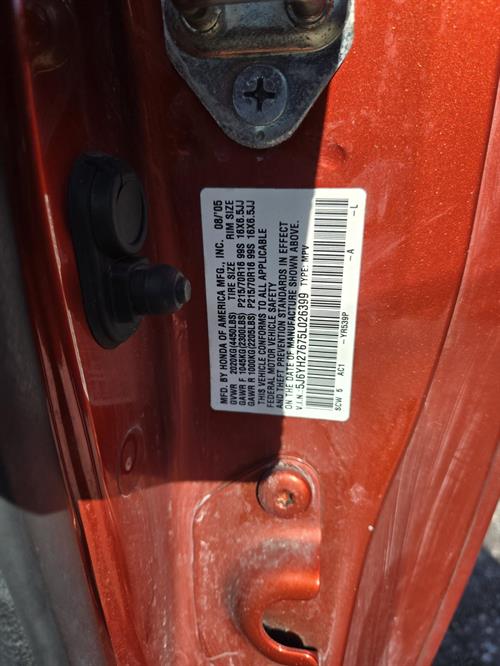 MFD. BY HONDA OF AMERICA MFG., INC. 08/'05
GVWR 2020KG(4450LBS) TIRE SIZE RIM SIZE
GAWR F 1045KG(2300LBS) P215/70R16 99S 16X6.5JJ
GAWR R 1000KG(2205LBS) P215/70R16 99S 16X6.5JJ
THIS VEHICLE CONFORMS TO ALL APPLICABLE
FEDERAL MOTOR VEHICLE SAFETY
AND THEFT PREVENTION STANDARDS IN EFFECT
ON THE DATE OF MANUFACTURE SHOWN ABOVE.
V.I.N.:5J6YH27675L026399 TYPE: MPV
SCW 5 AC1 -YR539P -A -L